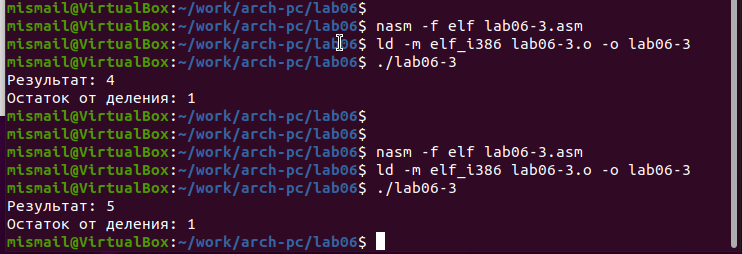 mismail@VirtualBox:~/work/arch-pc/lab06$
mismail@VirtualBox:~/work/arch-pc/lab06$ nasm -f elf lab06-3.asm
mismail@VirtualBox:~/work/arch-pc/lab06$ ld -m elf_i386 lab06-3.o -o lab06-3
mismail@VirtualBox:~/work/arch-pc/lab06$ ./lab06-3
Результат: 4
Остаток от деления: 1
mismail@VirtualBox:~/work/arch-pc/lab06$
mismail@VirtualBox:~/work/arch-pc/lab06$
mismail@VirtualBox:~/work/arch-pc/lab06$ nasm -f elf lab06-3.asm
mismail@VirtualBox:~/work/arch-pc/lab06$ ld -m elf_i386 lab06-3.o -o lab06-3
mismail@VirtualBox:~/work/arch-pc/lab06$ ./lab06-3
Результат: 5
Остаток от деления: 1
mismail@VirtualBox:~/work/arch-pc/lab06$